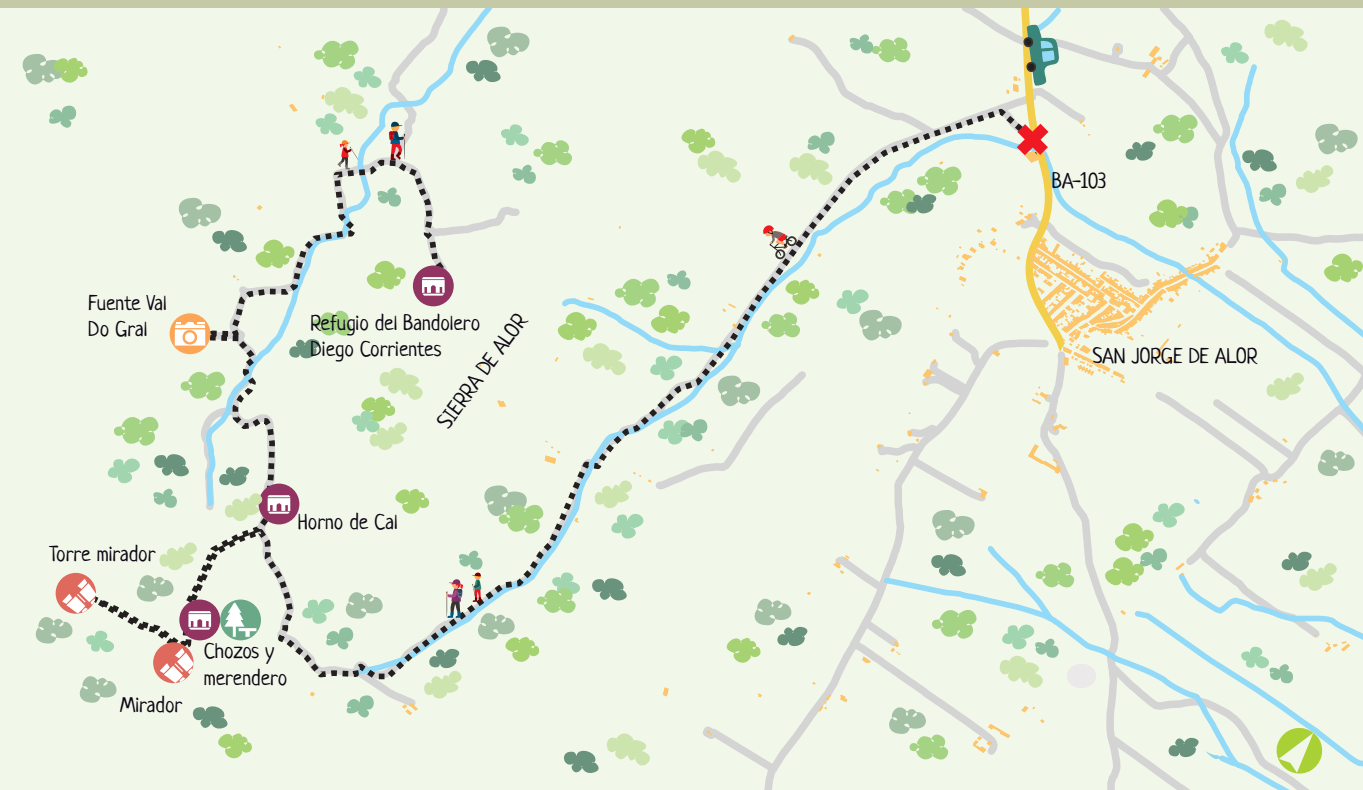 BA-103
Fuente Val
Do Gral
Refugio del Bandolero
Diego Corrientes
SIERRA DE ALOR
SAN JORGE DE ALOR
Horno de Cal
Torre mirador
Chozos y
merendero
Mirador